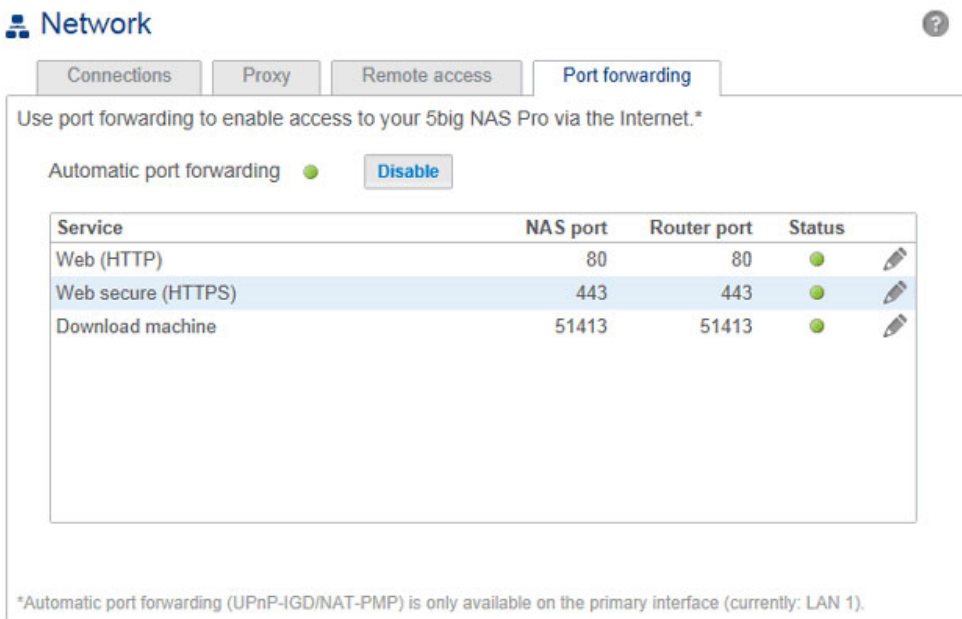 Network
Connections Proxy Remote access Port forwarding
Use port forwarding to enable access to your 5big NAS Pro via the Internet.*
Automatic port forwarding Disable
Service NAS port Router port Status
Web (HTTP) 80 80
Web secure (HTTPS) 443 443
Download machine 51413 51413
*Automatic port forwarding (UPnP-IGD/NAT-PMP) is only available on the primary interface (currently: LAN 1).